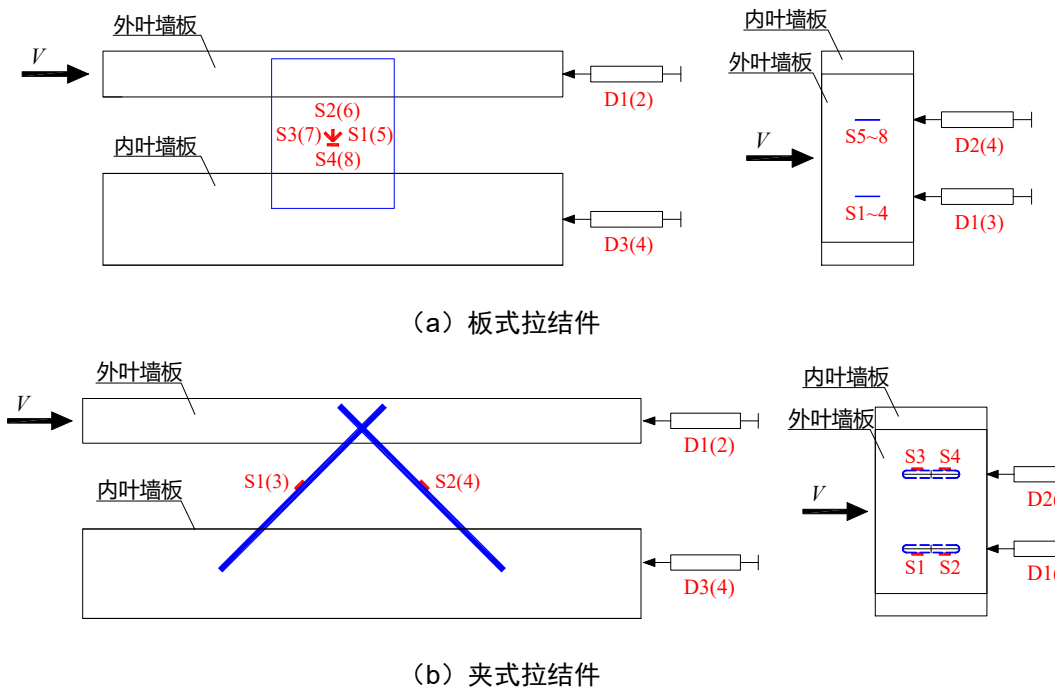 外叶墙板
V
D1(2)
S2(6)
S3(7)
S1(5)
S4(8)
内叶墙板
D3(4)
内叶墙板
外叶墙板
V
S5~8
D2(4)
S1~4
D1(3)
（a）板式拉结件
外叶墙板
V
D1(2)
S1(3)
S2(4)
内叶墙板
D3(4)
内叶墙板
外叶墙板
V
S3
S4
D2(
S1
S2
D1(
（b）夹式拉结件